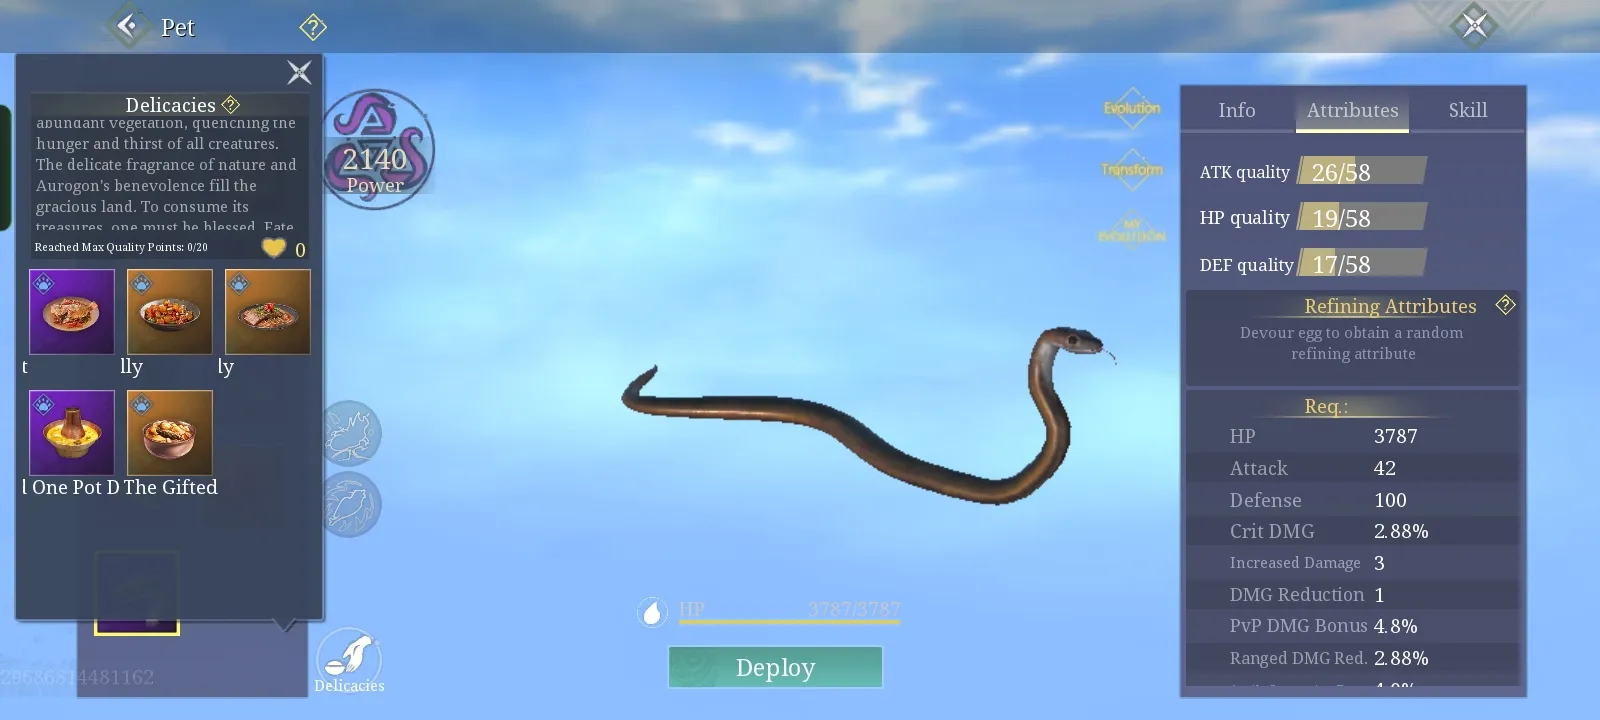 Pet
Delicacies
abundant vegetation, quenching the
hunger and thirst of all creatures.
The delicate fragrance of nature and
Aurogon's benevolence fill the
gracious land. To consume its
treasures, one must be blessed. Fate
Reached Max Quality Points: 0/20
0
t
lly
ly
l One Pot D
The Gifted
29686814481162
2140
Power
Delicacies
HP 3787/3787
Deploy
Evolution
Transform
MY
EVOLUTION
Info
Attributes
Skill
ATK quality 26/58
HP quality 19/58
DEF quality 17/58
Refining Attributes
Devour egg to obtain a random
refining attribute
Req.:
HP 3787
Attack 42
Defense 100
Crit DMG 2.88%
Increased Damage 3
DMG Reduction 1
PvP DMG Bonus 4.8%
Ranged DMG Red. 2.88%